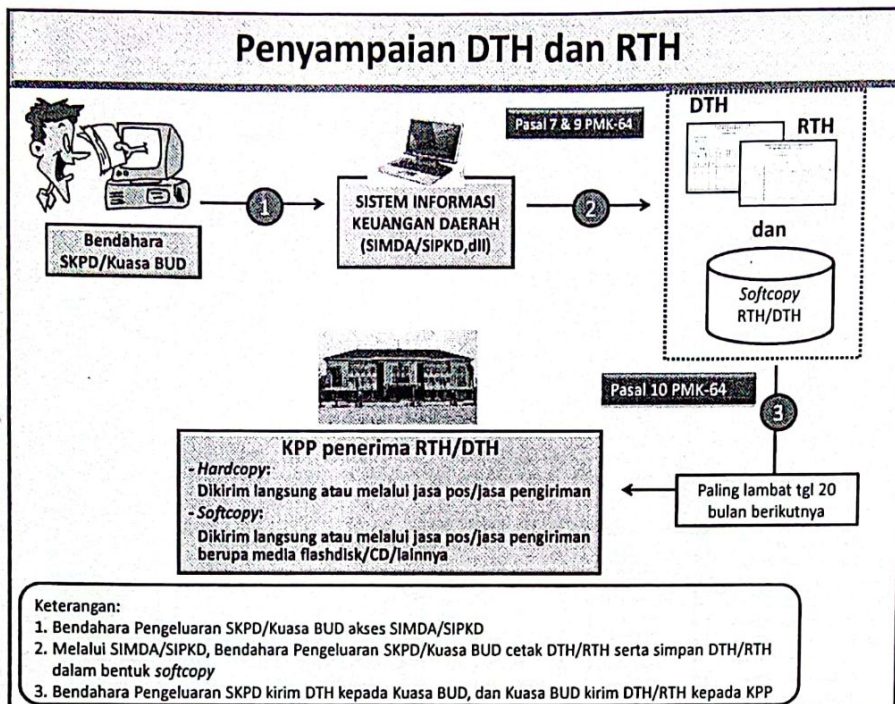 Penyampaian DTH dan RTH
Bendahara
SKPD/Kuasa BUD
1
SISTEM INFORMASI
KEUANGAN DAERAH
(SIMDA/SIPKD,dll)
Pasal 7 & 9 PMK-64
2
DTH
RTH
dan
Softcopy
RTH/DTH
Pasal 10 PMK-64
3
Paling lambat tgl 20
bulan berikutnya
KPP penerima RTH/DTH
- Hardcopy:
Dikirim langsung atau melalui jasa pos/jasa pengiriman
- Softcopy:
Dikirim langsung atau melalui jasa pos/jasa pengiriman
berupa media flashdisk/CD/lainnya
Keterangan:
1. Bendahara Pengeluaran SKPD/Kuasa BUD akses SIMDA/SIPKD
2. Melalui SIMDA/SIPKD, Bendahara Pengeluaran SKPD/Kuasa BUD cetak DTH/RTH serta simpan DTH/RTH
dalam bentuk softcopy
3. Bendahara Pengeluaran SKPD kirim DTH kepada Kuasa BUD, dan Kuasa BUD kirim DTH/RTH kepada KPP